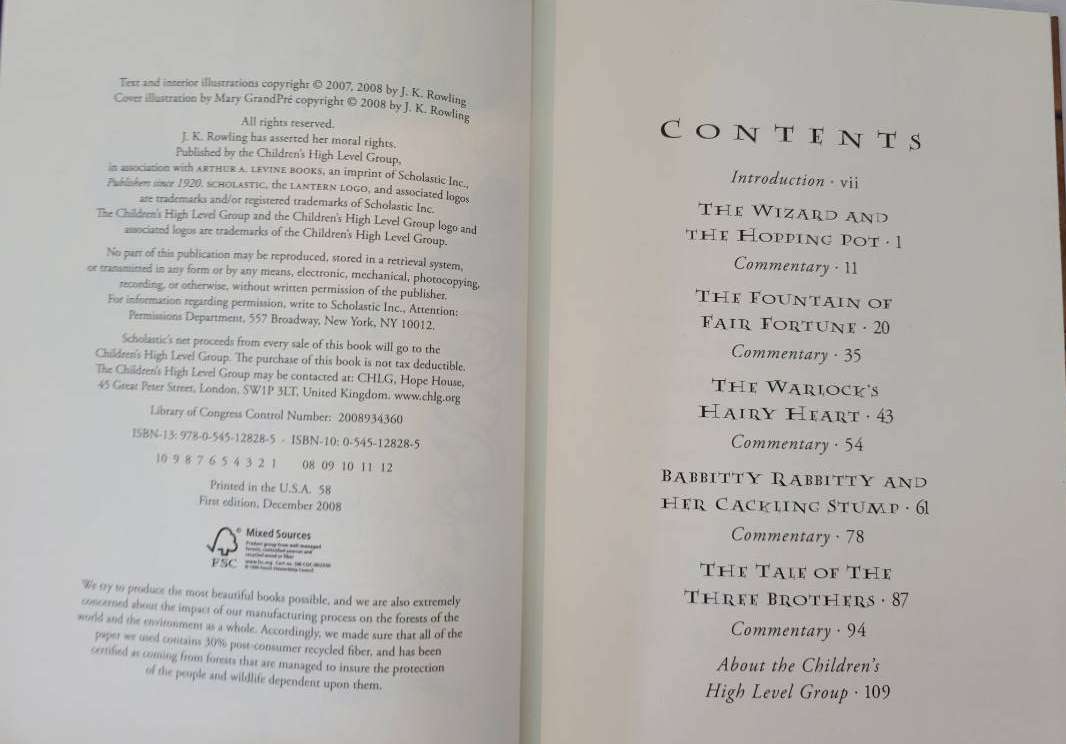 Text and interior illustrations copyright © 2007, 2008 by J. K. Rowling
Cover illustration by Mary GrandPré copyright © 2008 by J. K. Rowling
All rights reserved.
J. K. Rowling has asserted her moral rights.
Published by the Children's High Level Group,
in association with ARTHUR A. LEVINE BOOKS, an imprint of Scholastic Inc.,
Publishers since 1920. SCHOLASTIC, the LANTERN LOGO, and associated logos
are trademarks and/or registered trademarks of Scholastic Inc.
The Children's High Level Group and the Children's High Level Group logo and
associated logos are trademarks of the Children's High Level Group.
No part of this publication may be reproduced, stored in a retrieval system,
or transmitted in any form or by any means, electronic, mechanical, photocopying,
recording, or otherwise, without written permission of the publisher.
For information regarding permission, write to Scholastic Inc., Attention:
Permissions Department, 557 Broadway, New York, NY 10012.
Scholastic's net proceeds from every sale of this book will go to the
Children's High Level Group. The purchase of this book is not tax deductible.
The Children's High Level Group may be contacted at: CHLG, Hope House,
45 Great Peter Street, London, SW1P 3LT, United Kingdom. www.chlg.org
Library of Congress Control Number: 2008934360
ISBN-13: 978-0-545-12828-5 · ISBN-10: 0-545-12828-5
10 9 8 7 6 5 4 3 2 1 08 09 10 11 12
Printed in the U.S.A. 58
First edition, December 2008
FSC
Mixed Sources
Product group from well-managed
forests, controlled sources and
recycled wood or fiber
We try to produce the most beautiful books possible, and we are also extremely
concerned about the impact of our manufacturing process on the forests of the
world and the environment as a whole. Accordingly, we made sure that all of the
paper we used contains 30% post-consumer recycled fiber, and has been
certified as coming from forests that are managed to insure the protection
of the people and wildlife dependent upon them.
CONTENTS
Introduction · vii
THE WIZARD AND
THE HOPPING POT · 1
Commentary · 11
THE FOUNTAIN OF
FAIR FORTUNE · 20
Commentary · 35
THE WARLOCK'S
HAIRY HEART · 43
Commentary · 54
BABBITTY RABBITTY AND
HER CACKLING STUMP · 61
Commentary · 78
THE TALE OF THE
THREE BROTHERS · 87
Commentary · 94
About the Children's
High Level Group · 109